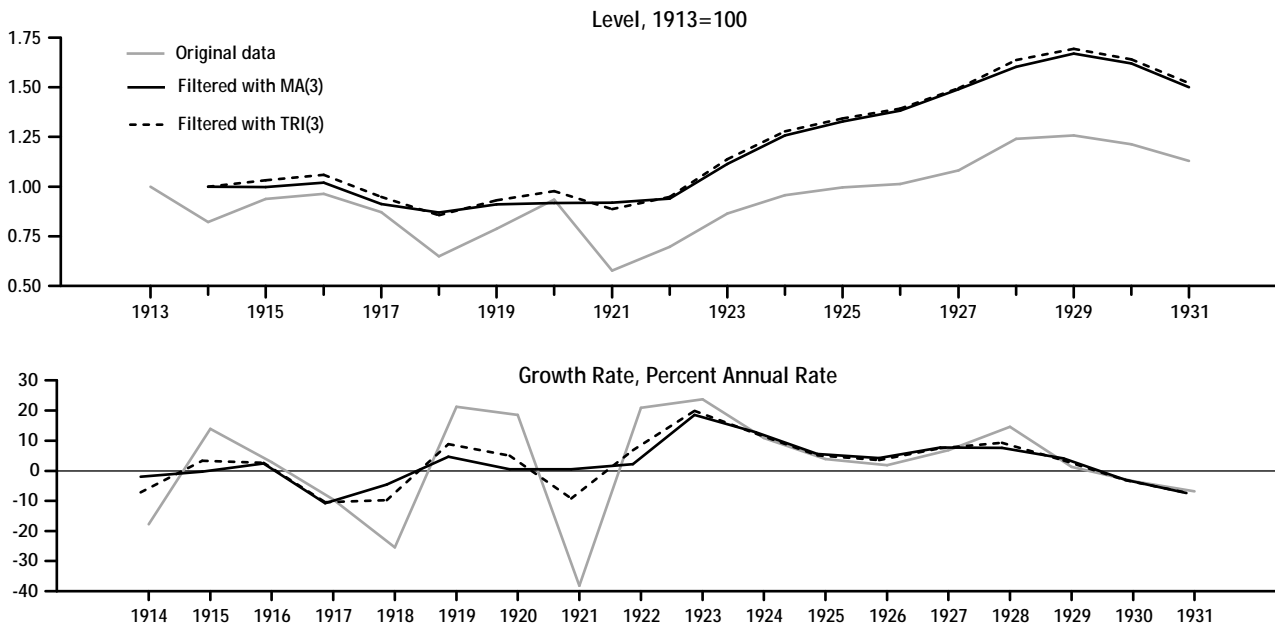 Level, 1913=100
1.75
1.50
1.25
1.00
0.75
0.50
Original data
Filtered with MA(3)
Filtered with TRI(3)
1913 1915 1917 1919 1921 1923 1925 1927 1929 1931
Growth Rate, Percent Annual Rate
30
20
10
0
-10
-20
-30
-40
1914 1915 1916 1917 1918 1919 1920 1921 1922 1923 1924 1925 1926 1927 1928 1929 1930 1931